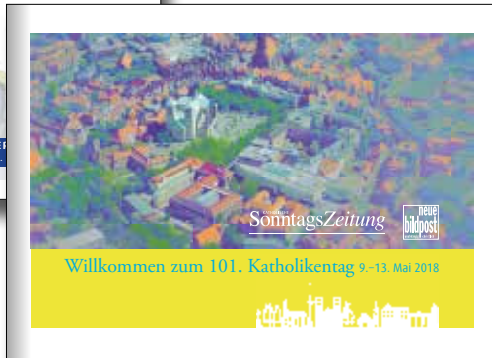 SonntagsZeitung
neue
bildpost
Willkommen zum 101. Katholikentag 9.–13. Mai 2018